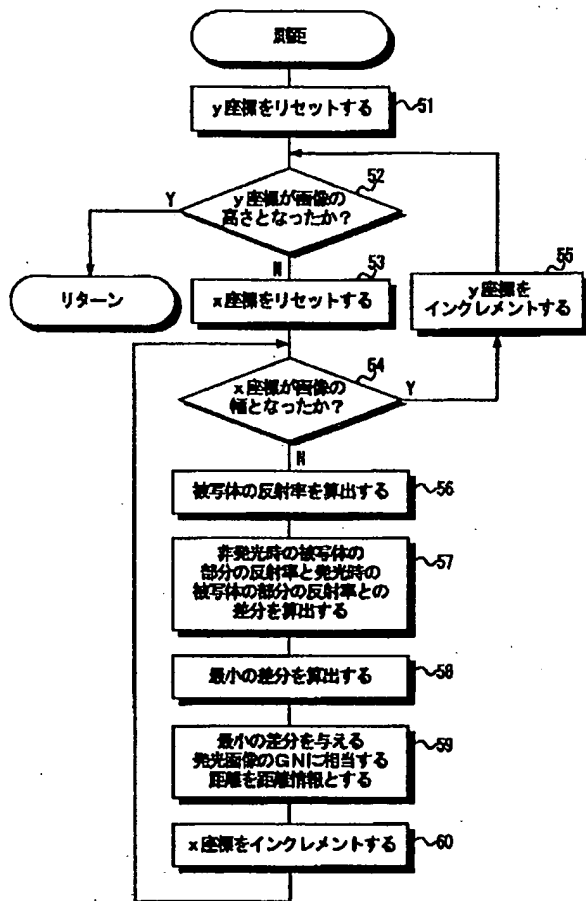 測距
y座標をリセットする
51
52
y座標が画像の
高さとなったか？
Y
N
53
リターン
x座標をリセットする
55
y座標を
インクレメントする
54
x座標が画像の
幅となったか？
Y
N
被写体の反射率を算出する
56
非発光時の被写体の
部分の反射率と発光時の
被写体の部分の反射率との
差分を算出する
57
最小の差分を算出する
58
最小の差分を与える
発光画像のGNに相当する
距離を距離情報とする
59
x座標をインクレメントする
60